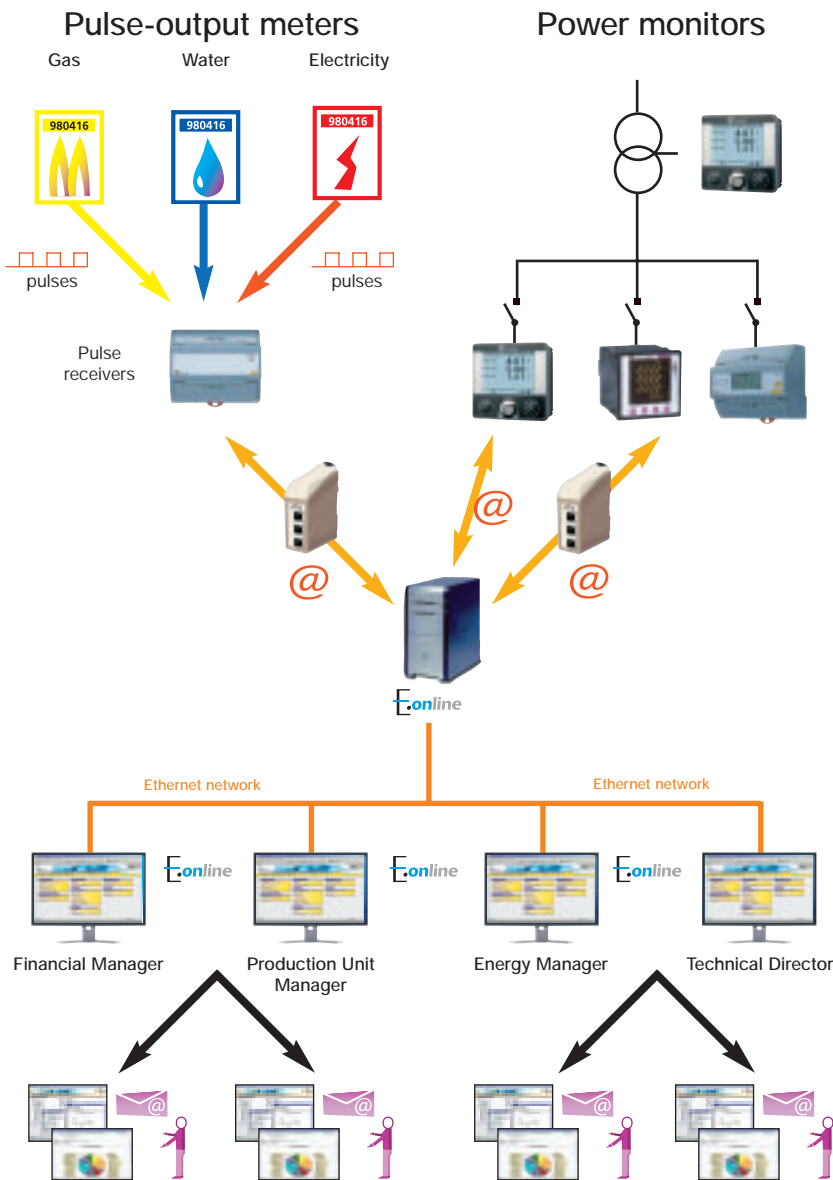 Pulse-output meters
Power monitors
Gas
Water
Electricity
980416
980416
980416
pulses
pulses
Pulse
receivers
@
@
@
E.online
Ethernet network
Ethernet network
E.online
E.online
E.online
Financial Manager
Production Unit
Manager
Energy Manager
Technical Director
@
@
@
@